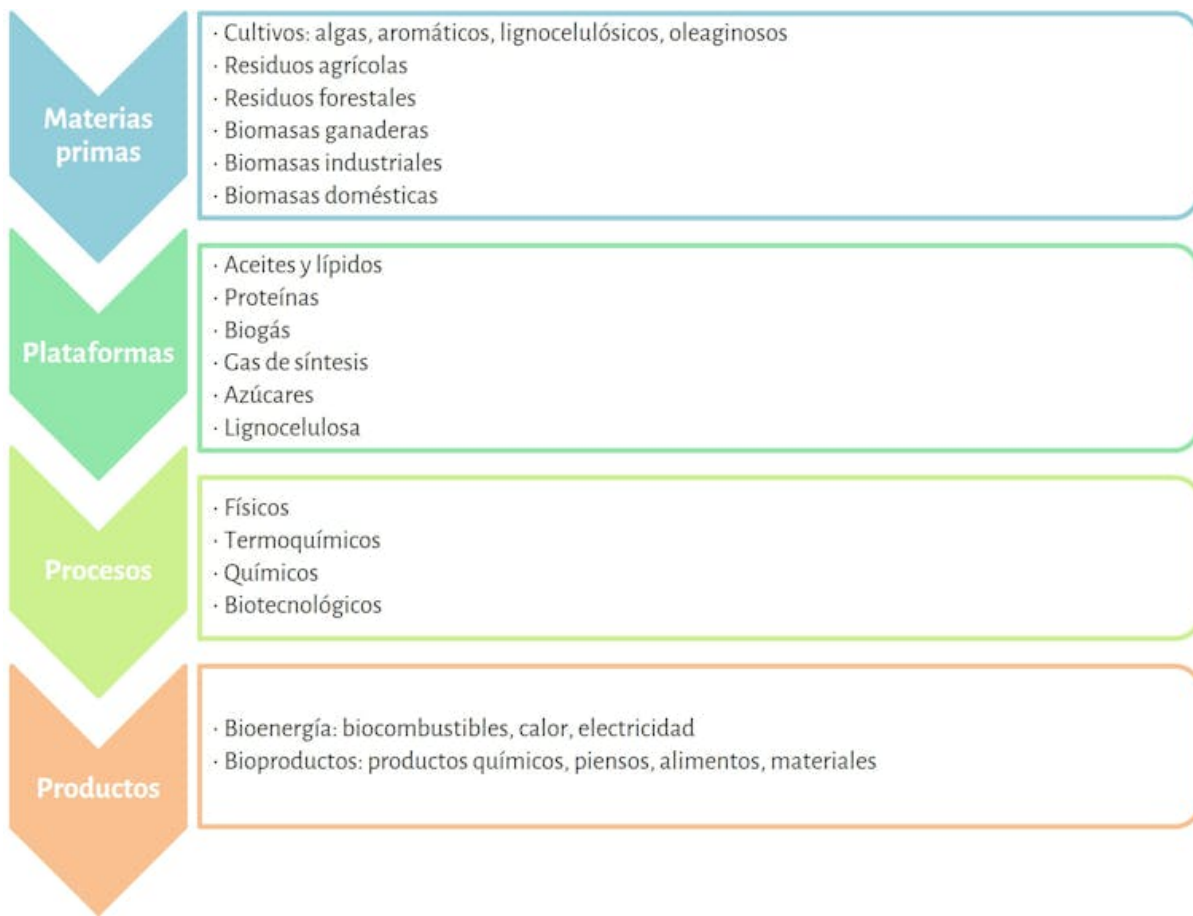 Materias
primas
· Cultivos: algas, aromáticos, lignocelulósicos, oleaginosos
· Residuos agrícolas
· Residuos forestales
· Biomasas ganaderas
· Biomasas industriales
· Biomasas domésticas
Plataformas
· Aceites y lípidos
· Proteínas
· Biogás
· Gas de síntesis
· Azúcares
· Lignocelulosa
Procesos
· Físicos
· Termoquímicos
· Químicos
· Biotecnológicos
Productos
· Bioenergía: biocombustibles, calor, electricidad
· Bioproductos: productos químicos, piensos, alimentos, materiales